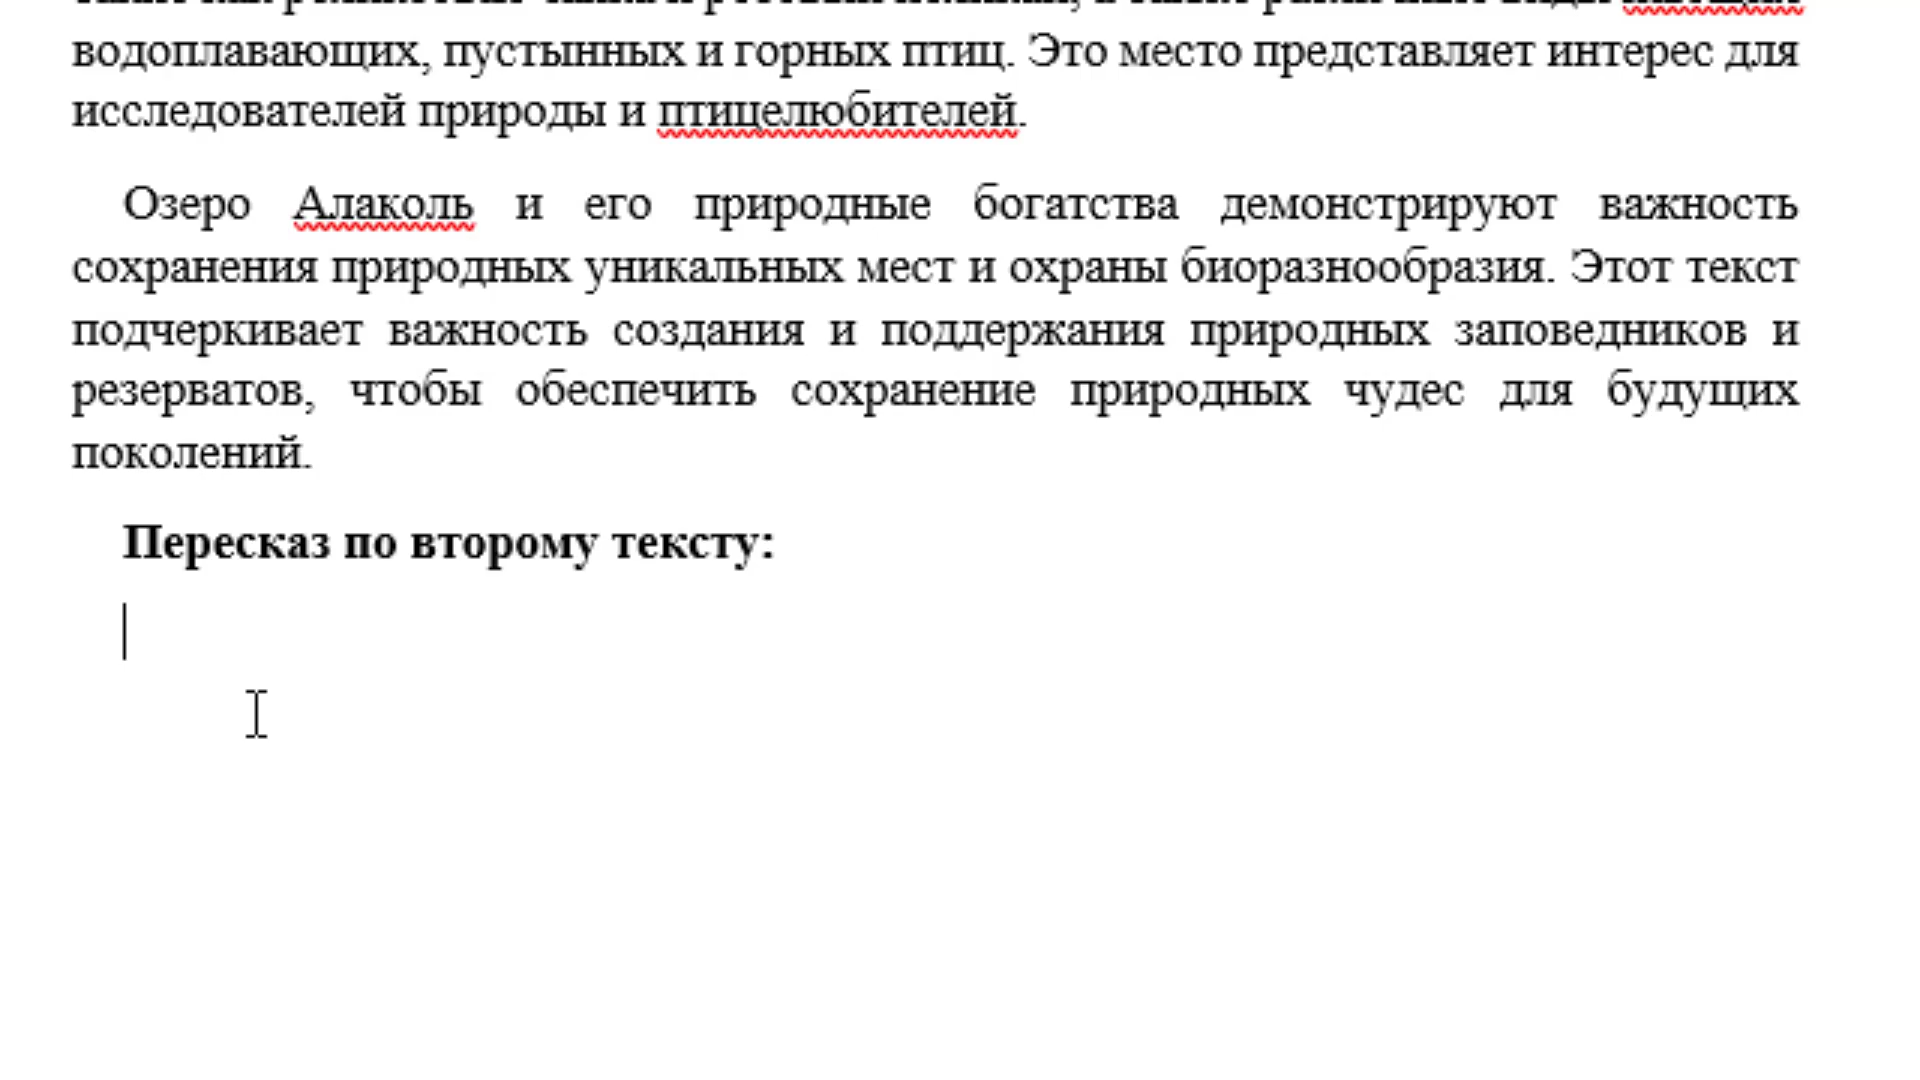 водоплавающих, пустынных и горных птиц. Это место представляет интерес для
исследователей природы и птицелюбителей.
Озеро Алаколь и его природные богатства демонстрируют важность
сохранения природных уникальных мест и охраны биоразнообразия. Этот текст
подчеркивает важность создания и поддержания природных заповедников и
резерватов, чтобы обеспечить сохранение природных чудес для будущих
поколений.
Пересказ по второму тексту: